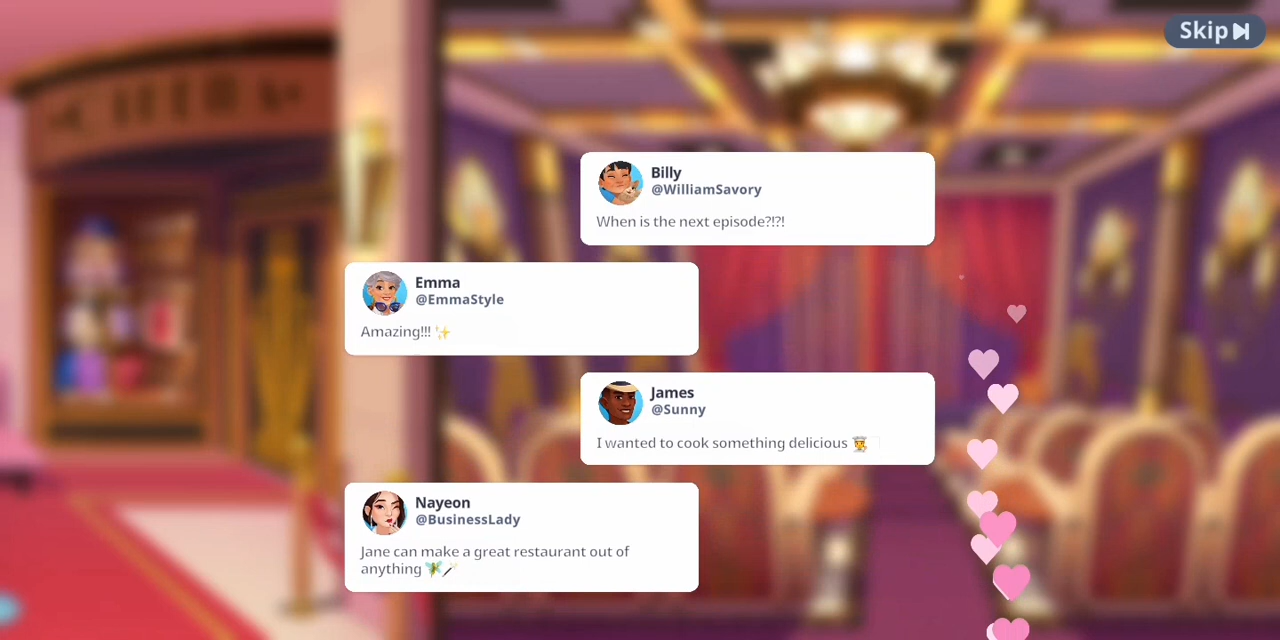 Skip
Billy
@WilliamSavory
When is the next episode?!?!
Emma
@EmmaStyle
Amazing!!! ✨
James
@Sunny
I wanted to cook something delicious
Nayeon
@BusinessLady
Jane can make a great restaurant out of
anything